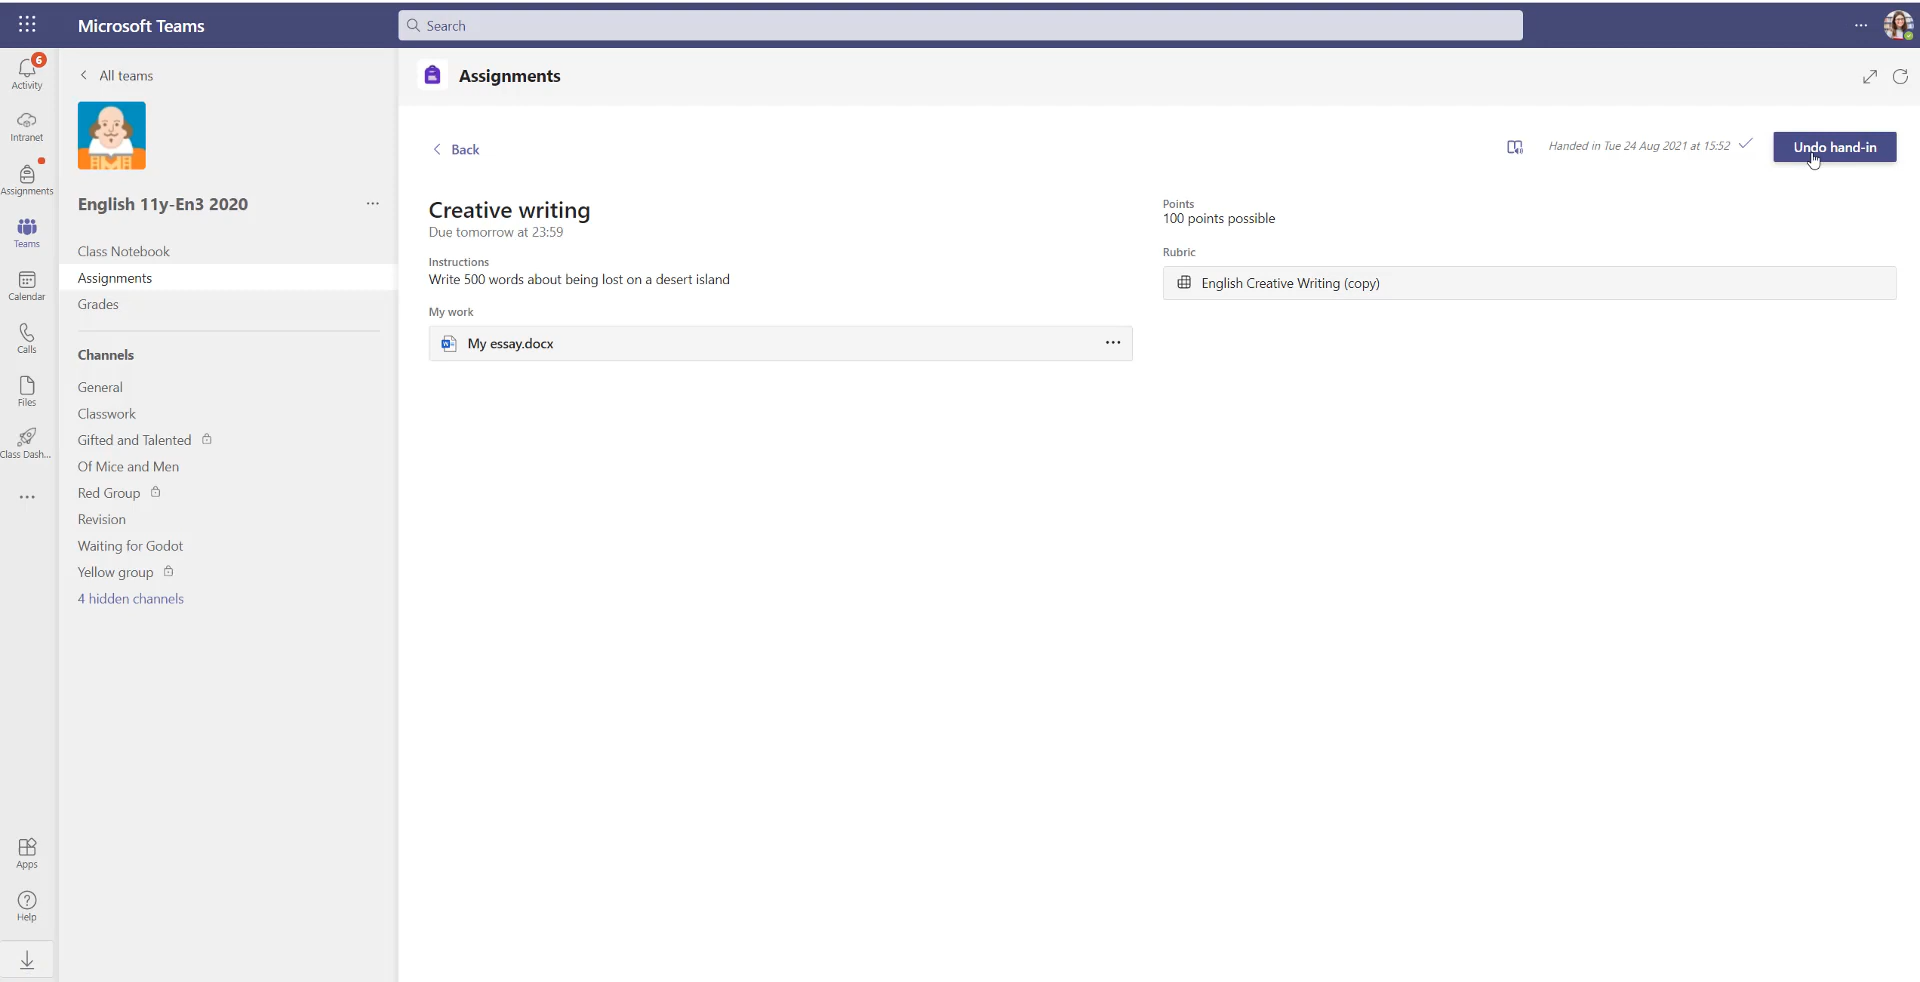 Microsoft Teams
Search
6
Activity
Intranet
Assignments
Teams
Calendar
Calls
Files
Class Dash...
Apps
Help
All teams
English 11y-En3 2020
Class Notebook
Assignments
Grades
Channels
General
Classwork
Gifted and Talented
Of Mice and Men
Red Group
Revision
Waiting for Godot
Yellow group
4 hidden channels
Assignments
Back
Handed in Tue 24 Aug 2021 at 15:52
Undo hand-in
Creative writing
Due tomorrow at 23:59
Instructions
Write 500 words about being lost on a desert island
My work
My essay.docx
Points
100 points possible
Rubric
English Creative Writing (copy)